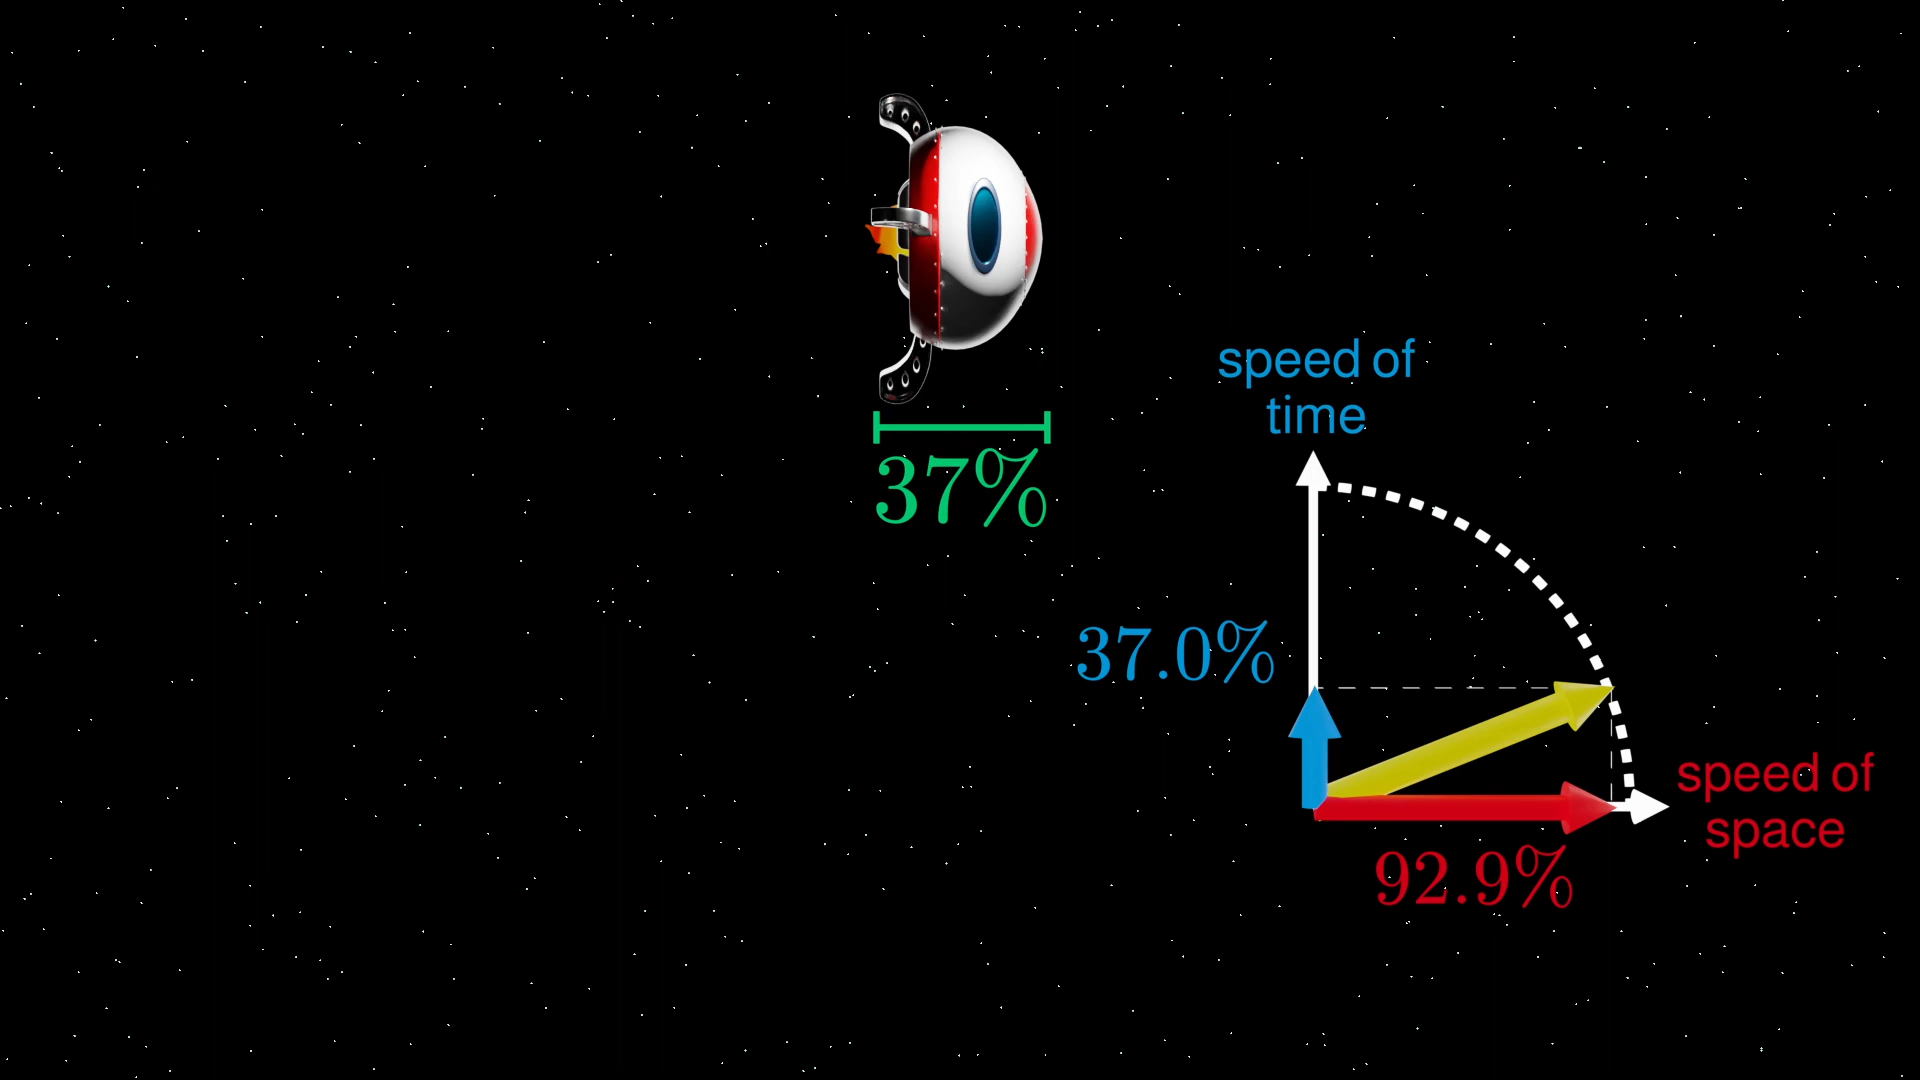 speed of
time
37%
37.0%
speed of
space
92.9%